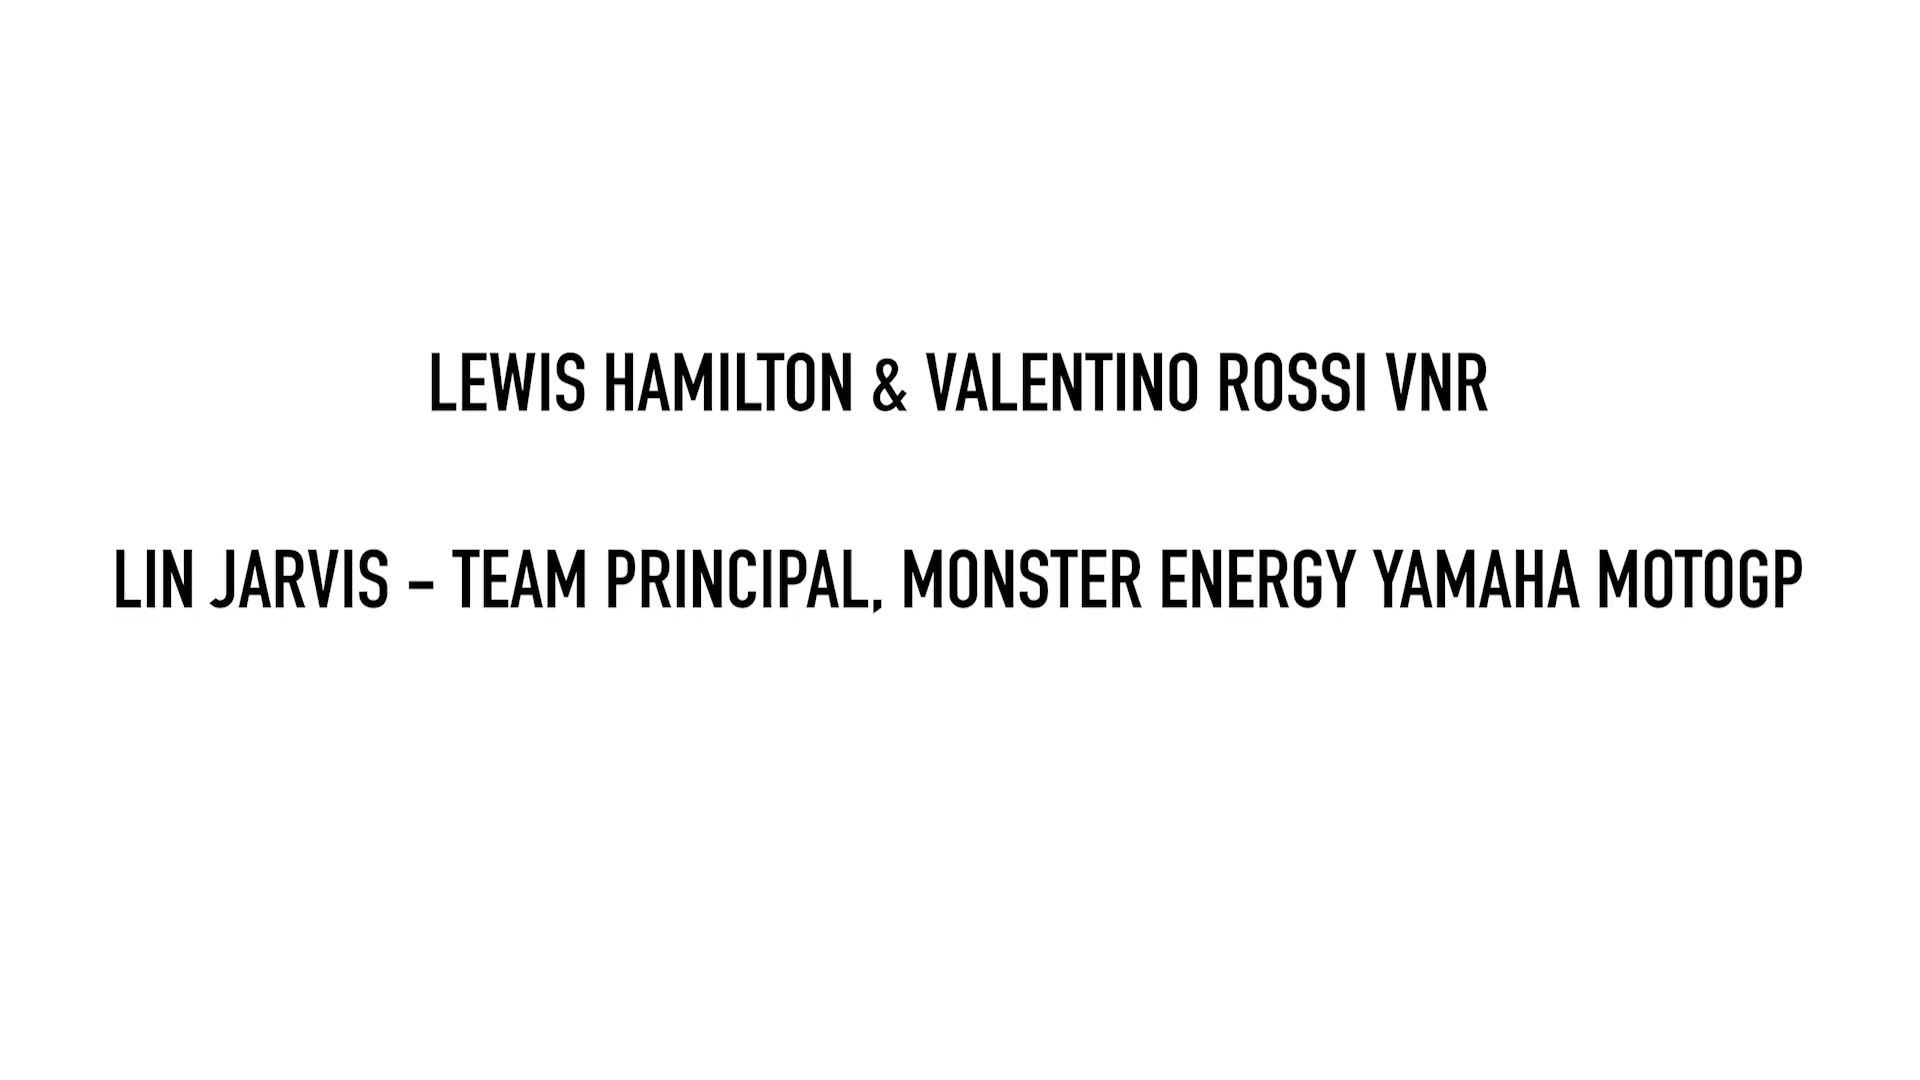 LEWIS HAMILTON & VALENTINO ROSSI VNR
LIN JARVIS - TEAM PRINCIPAL, MONSTER ENERGY YAMAHA MOTOGP